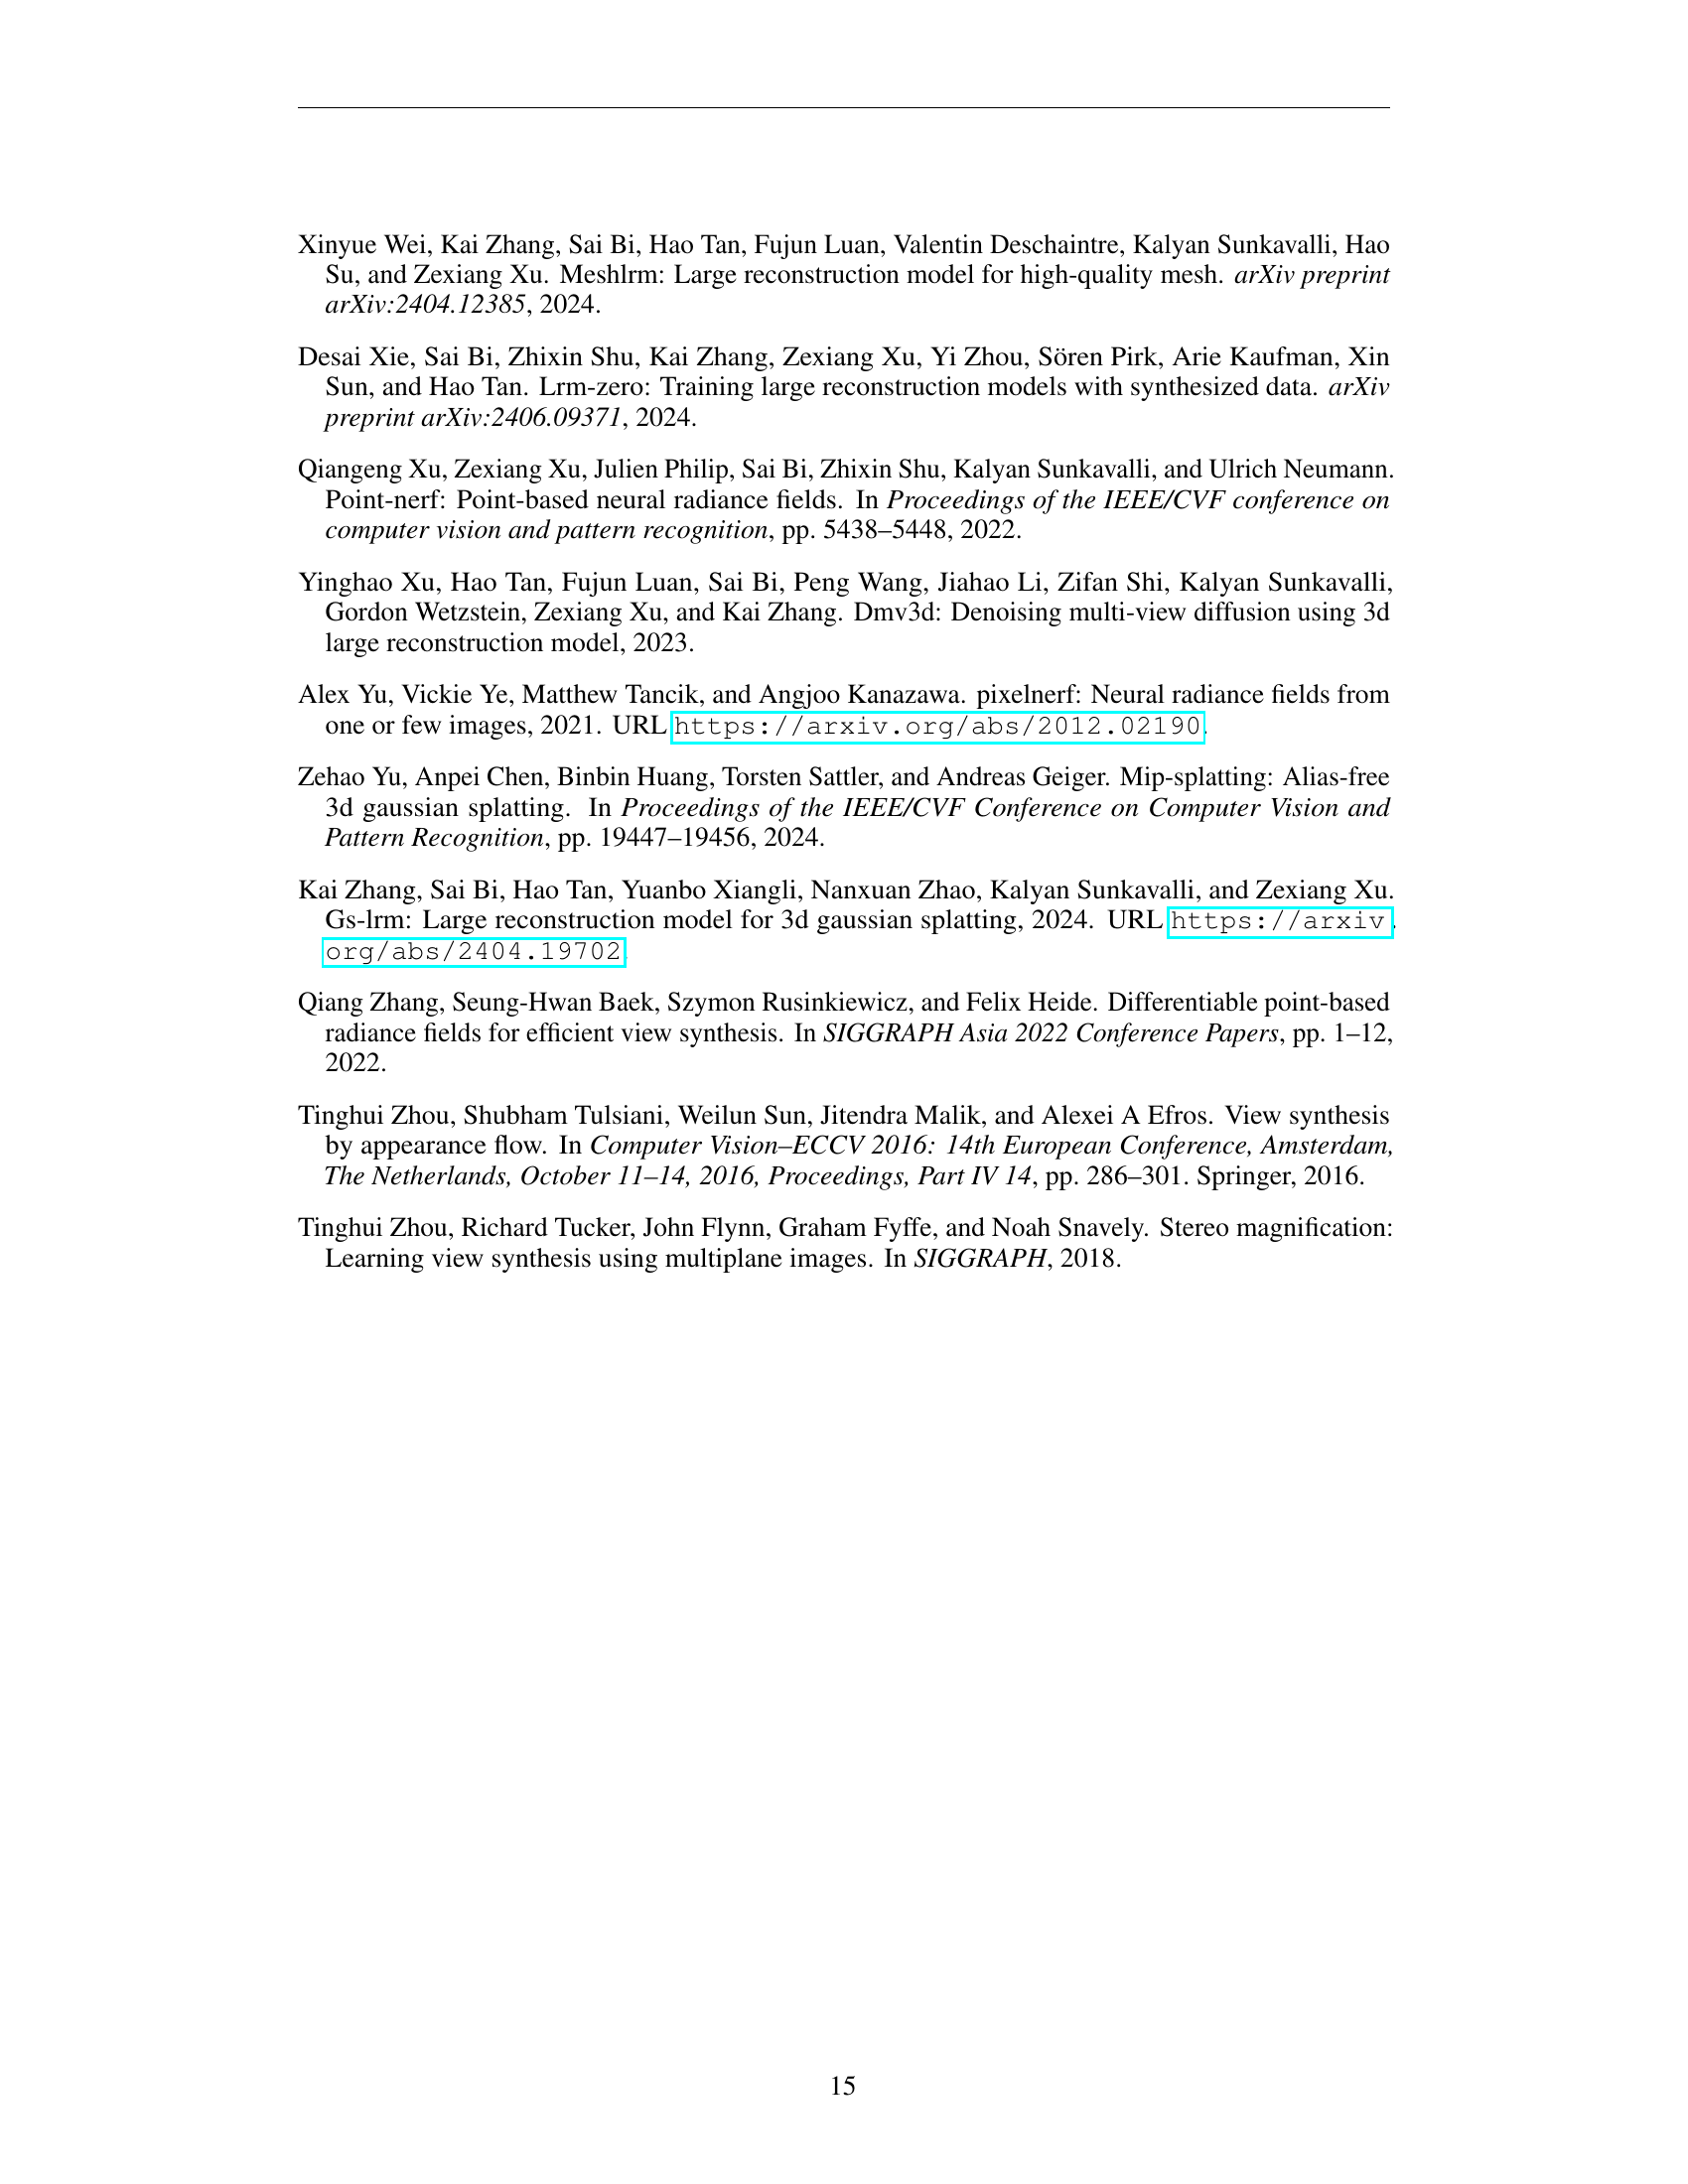 Xinyue Wei, Kai Zhang, Sai Bi, Hao Tan, Fujun Luan, Valentin Deschaintre, Kalyan Sunkavalli, Hao
Su, and Zexiang Xu. Meshlrm: Large reconstruction model for high-quality mesh. arXiv preprint
arXiv:2404.12385, 2024.
Desai Xie, Sai Bi, Zhixin Shu, Kai Zhang, Zexiang Xu, Yi Zhou, Sören Pirk, Arie Kaufman, Xin
Sun, and Hao Tan. Lrm-zero: Training large reconstruction models with synthesized data. arXiv
preprint arXiv:2406.09371, 2024.
Qiangeng Xu, Zexiang Xu, Julien Philip, Sai Bi, Zhixin Shu, Kalyan Sunkavalli, and Ulrich Neumann.
Point-nerf: Point-based neural radiance fields. In Proceedings of the IEEE/CVF conference on
computer vision and pattern recognition, pp. 5438–5448, 2022.
Yinghao Xu, Hao Tan, Fujun Luan, Sai Bi, Peng Wang, Jiahao Li, Zifan Shi, Kalyan Sunkavalli,
Gordon Wetzstein, Zexiang Xu, and Kai Zhang. Dmv3d: Denoising multi-view diffusion using 3d
large reconstruction model, 2023.
Alex Yu, Vickie Ye, Matthew Tancik, and Angjoo Kanazawa. pixelnerf: Neural radiance fields from
one or few images, 2021. URL https://arxiv.org/abs/2012.02190.
Zehao Yu, Anpei Chen, Binbin Huang, Torsten Sattler, and Andreas Geiger. Mip-splatting: Alias-free
3d gaussian splatting. In Proceedings of the IEEE/CVF Conference on Computer Vision and
Pattern Recognition, pp. 19447–19456, 2024.
Kai Zhang, Sai Bi, Hao Tan, Yuanbo Xiangli, Nanxuan Zhao, Kalyan Sunkavalli, and Zexiang Xu.
Gs-lrm: Large reconstruction model for 3d gaussian splatting, 2024. URL https://arxiv.
org/abs/2404.19702.
Qiang Zhang, Seung-Hwan Baek, Szymon Rusinkiewicz, and Felix Heide. Differentiable point-based
radiance fields for efficient view synthesis. In SIGGRAPH Asia 2022 Conference Papers, pp. 1–12,
2022.
Tinghui Zhou, Shubham Tulsiani, Weilun Sun, Jitendra Malik, and Alexei A Efros. View synthesis
by appearance flow. In Computer Vision–ECCV 2016: 14th European Conference, Amsterdam,
The Netherlands, October 11–14, 2016, Proceedings, Part IV 14, pp. 286–301. Springer, 2016.
Tinghui Zhou, Richard Tucker, John Flynn, Graham Fyffe, and Noah Snavely. Stereo magnification:
Learning view synthesis using multiplane images. In SIGGRAPH, 2018.
15